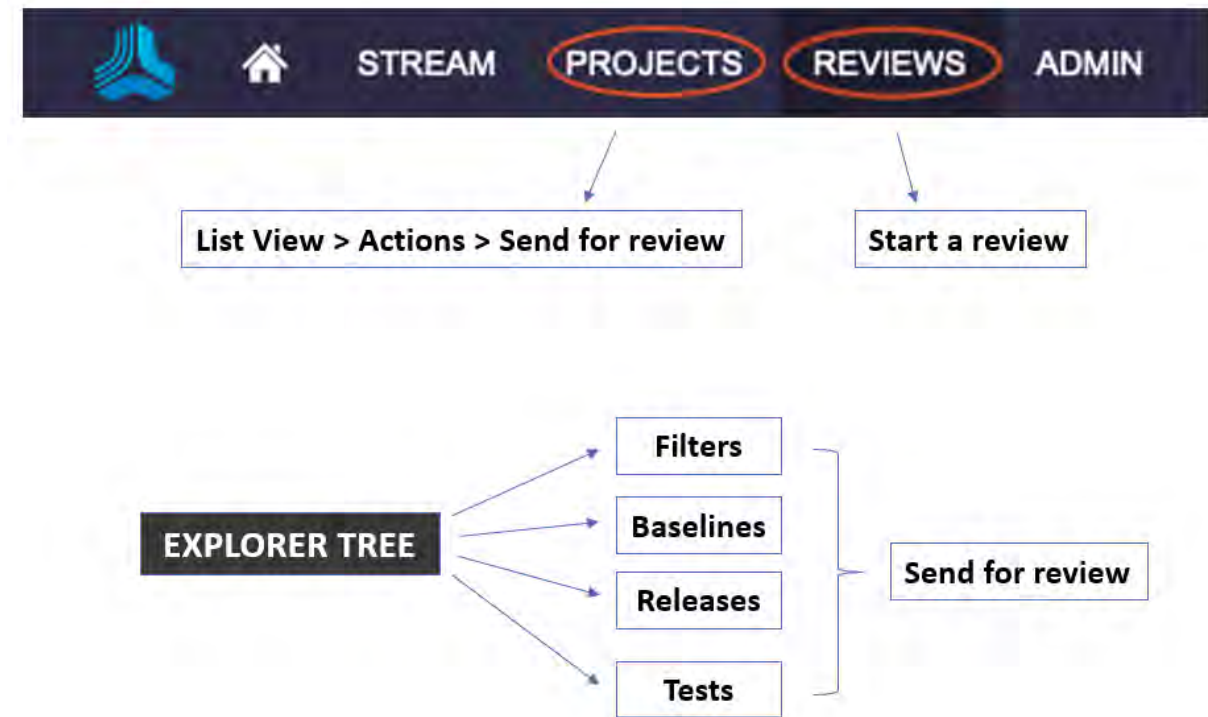 STREAM PROJECTS REVIEWS ADMIN
List View > Actions > Send for review
Start a review
EXPLORER TREE
Filters
Baselines
Releases
Tests
Send for review